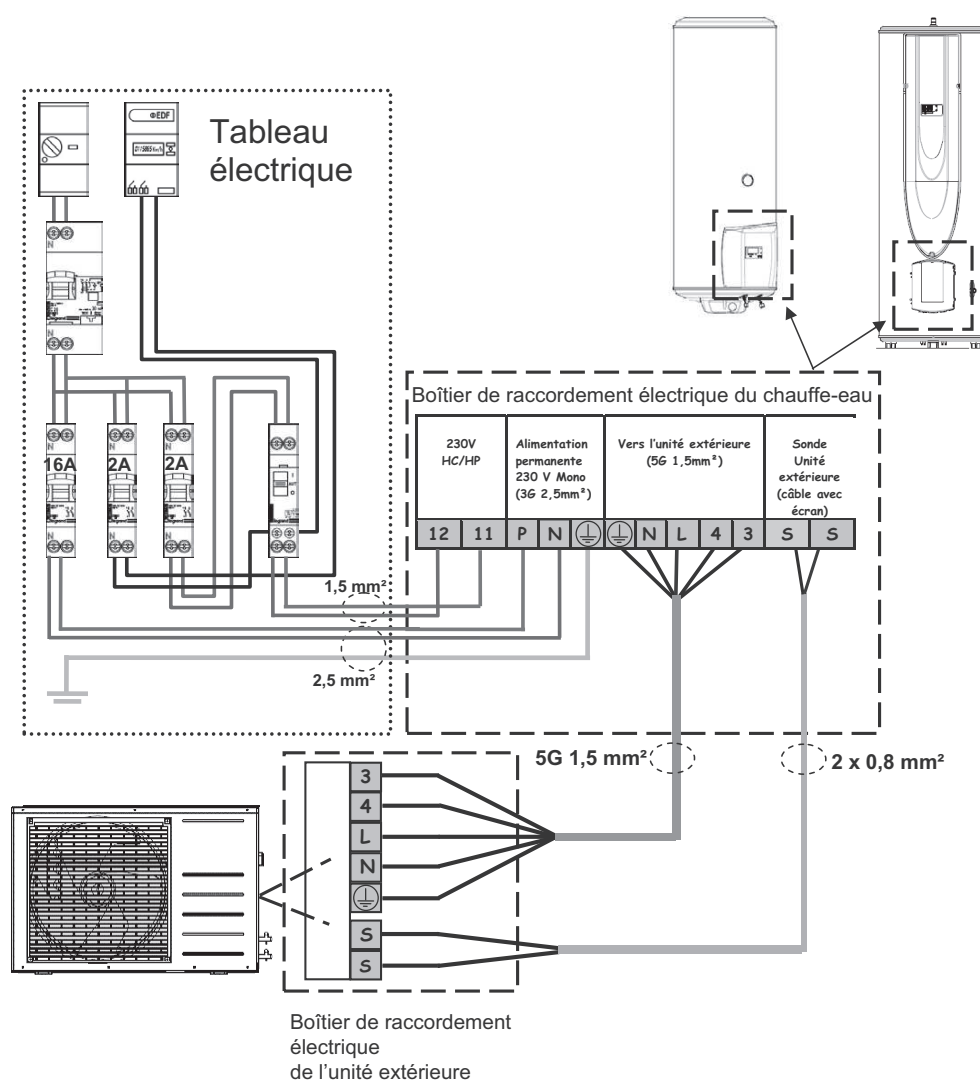 ΦEDF
Tableau
électrique
N
N
N
N
N
16A
2A
2A
N
N
N
1,5 mm²
2,5 mm²
Boîtier de raccordement électrique du chauffe-eau
230V
HC/HP
Alimentation
permanente
230 V Mono
(3G 2,5mm²)
Vers l'unité extérieure
(5G 1,5mm²)
Sonde
Unité
extérieure
(câble avec
écran)
12 11 P N N L 4 3 S S
5G 1,5 mm²
2 x 0,8 mm²
3
4
L
N
S
S
Boîtier de raccordement
électrique
de l'unité extérieure